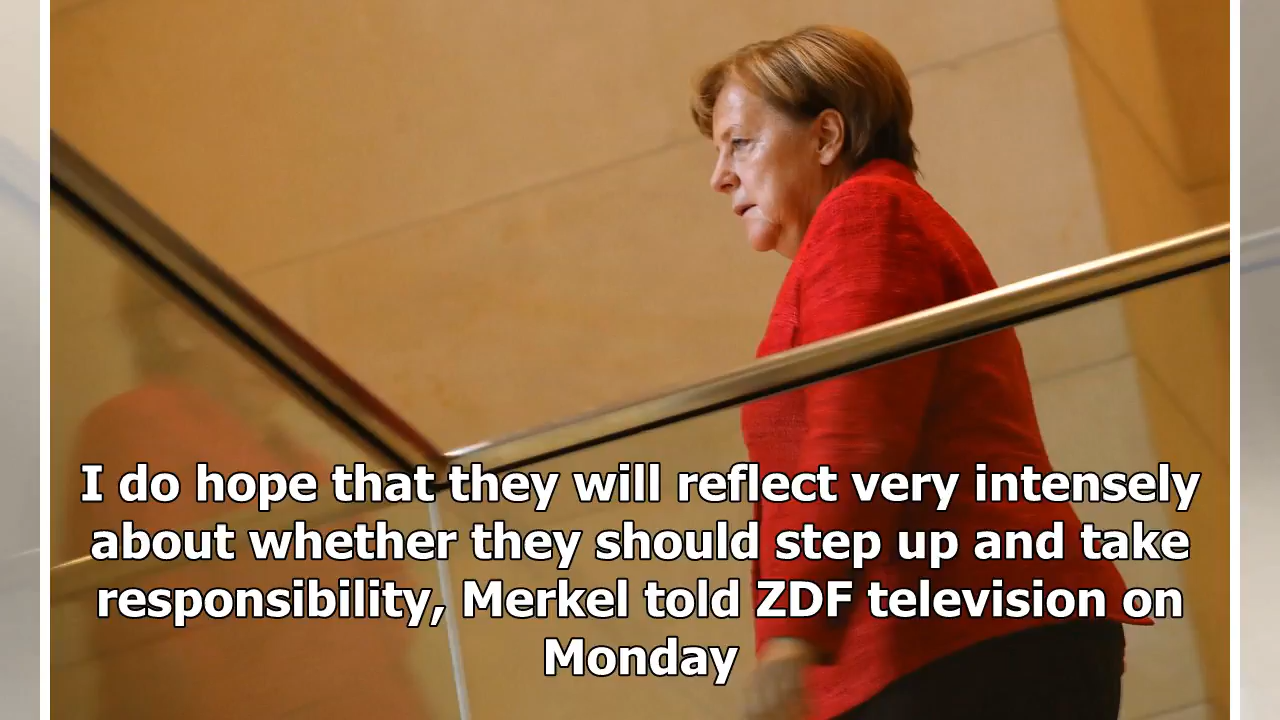 I do hope that they will reflect very intensely
about whether they should step up and take
responsibility, Merkel told ZDF television on
Monday